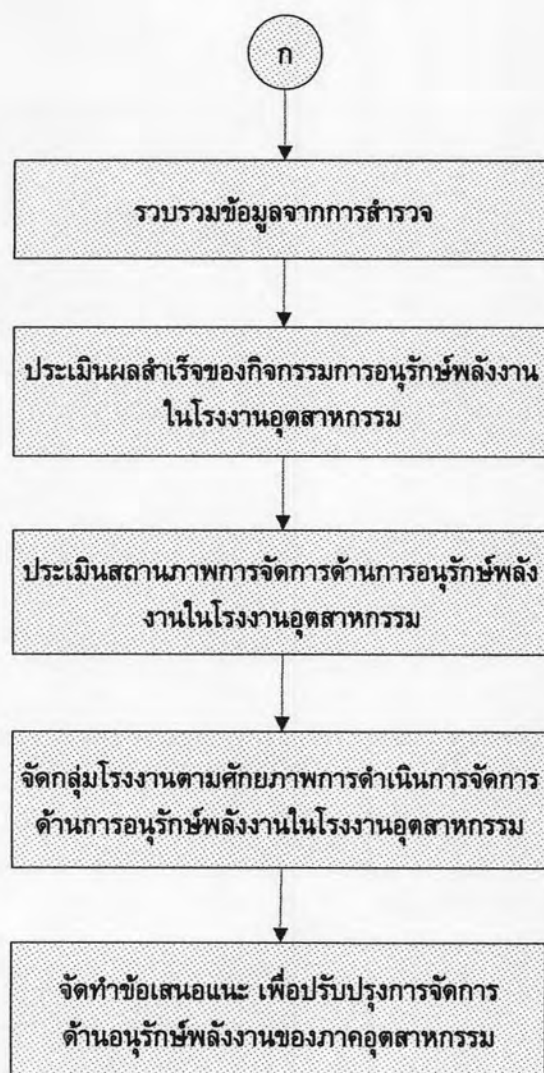 ก
รวบรวมข้อมูลจากการสำรวจ
ประเมินผลสำเร็จของกิจกรรมการอนุรักษ์พลังงาน
ในโรงงานอุตสาหกรรม
ประเมินสถานภาพการจัดการด้านการอนุรักษ์พลัง
งานในโรงงานอุตสาหกรรม
จัดกลุ่มโรงงานตามศักยภาพการดำเนินการจัดการ
ด้านการอนุรักษ์พลังงานในโรงงานอุตสาหกรรม
จัดทำข้อเสนอแนะ เพื่อปรับปรุงการจัดการ
ด้านอนุรักษ์พลังงานของภาคอุตสาหกรรม